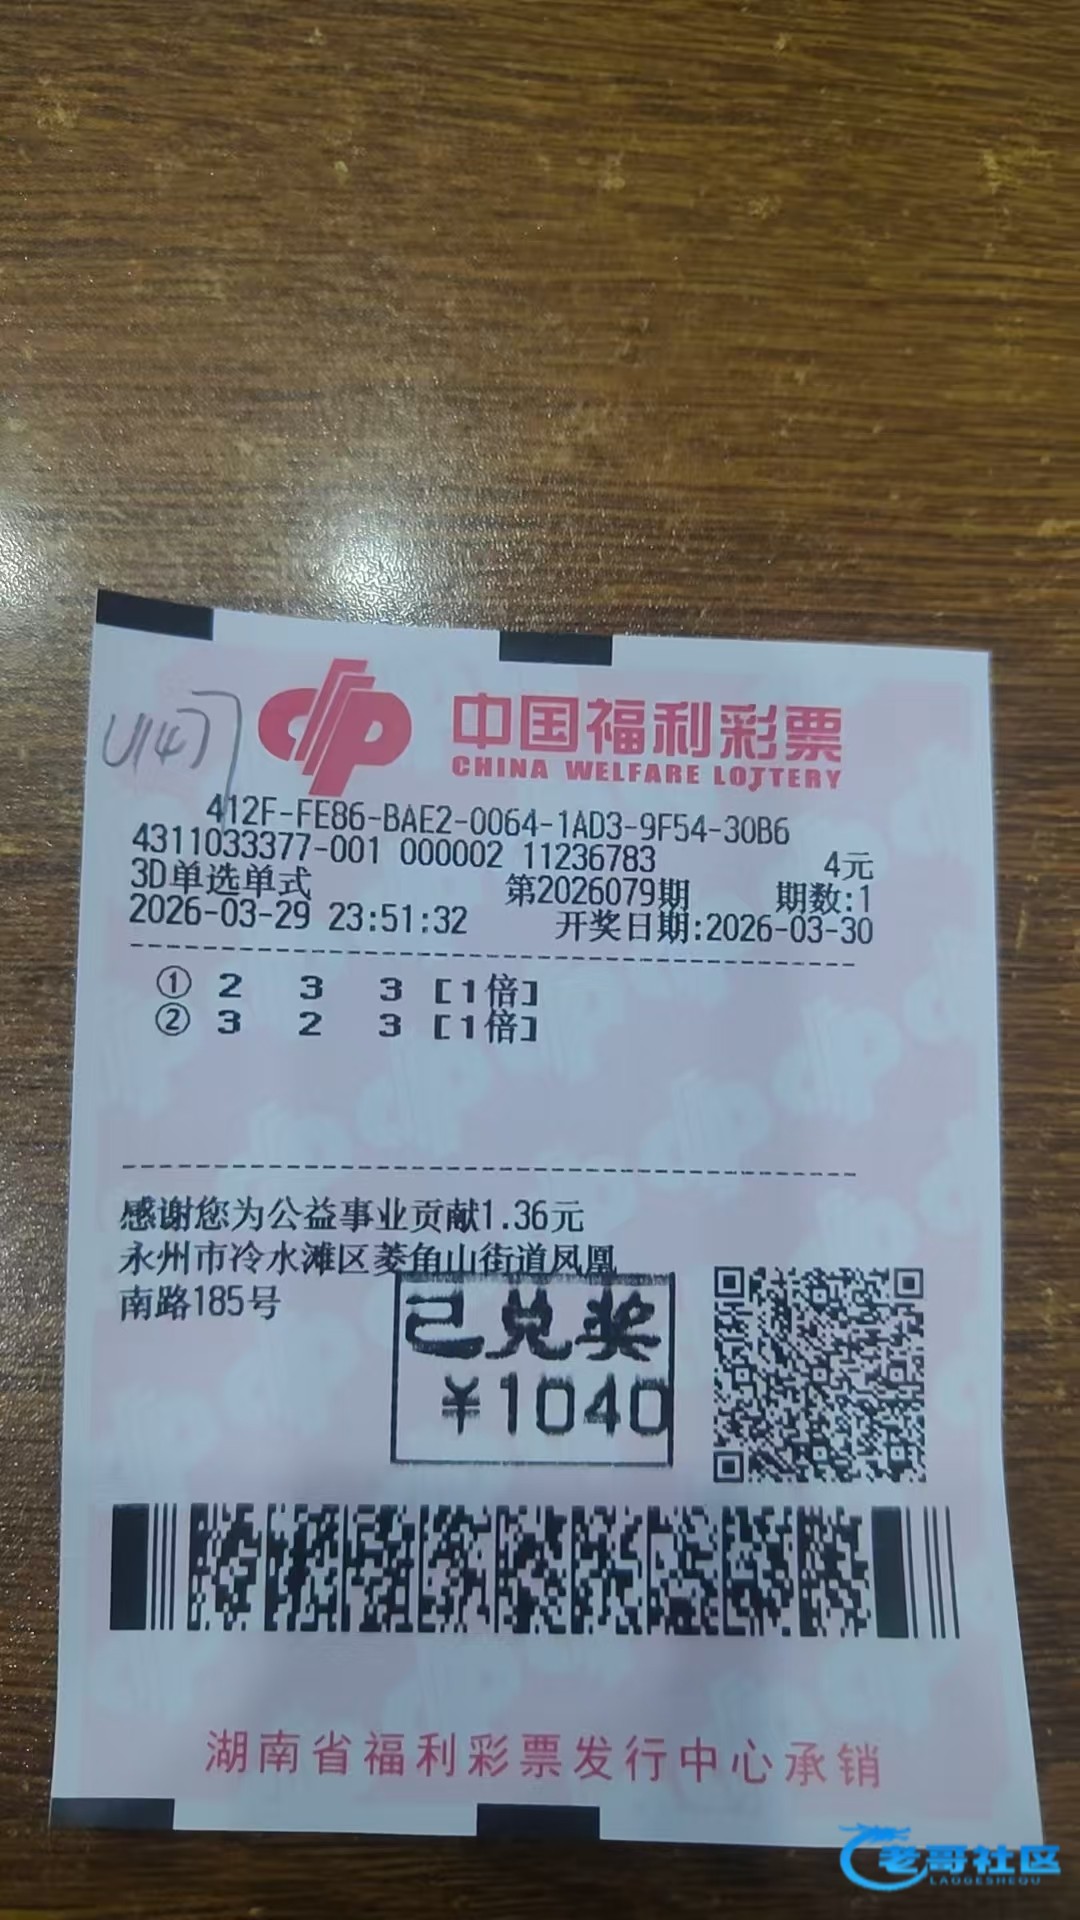 中国福利彩票
CHINA WELFARE LOTTERY
412F-FE86-BAE2-0064-1AD3-9F54-30B6
4311033377-001 000002 11236783 4元
3D单选单式 第2026079期 期数:1
2026-03-29 23:51:32 开奖日期:2026-03-30
① 2 3 3 [1倍]
② 3 2 3 [1倍]
感谢您为公益事业贡献1.36元
永州市冷水滩区菱角山街道凤凰
南路185号
已兑奖
¥1040
湖南省福利彩票发行中心承销
老哥社区
LAOGESHEQU